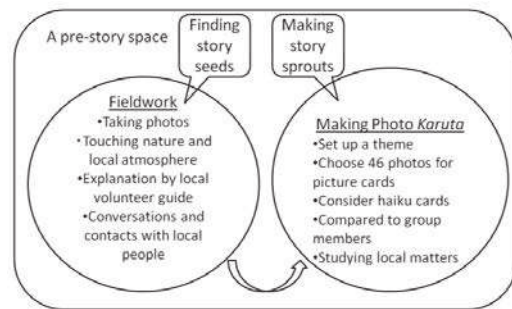 A pre-story space
Finding
story
seeds
Making
story
sprouts
Fieldwork
•Taking photos
•Touching nature and
local atmosphere
•Explanation by local
volunteer guide
•Conversations and
contacts with local
people
Making Photo Karuta
•Set up a theme
•Choose 46 photos for
picture cards
•Consider haiku cards
•Compared to group
members
•Studying local matters